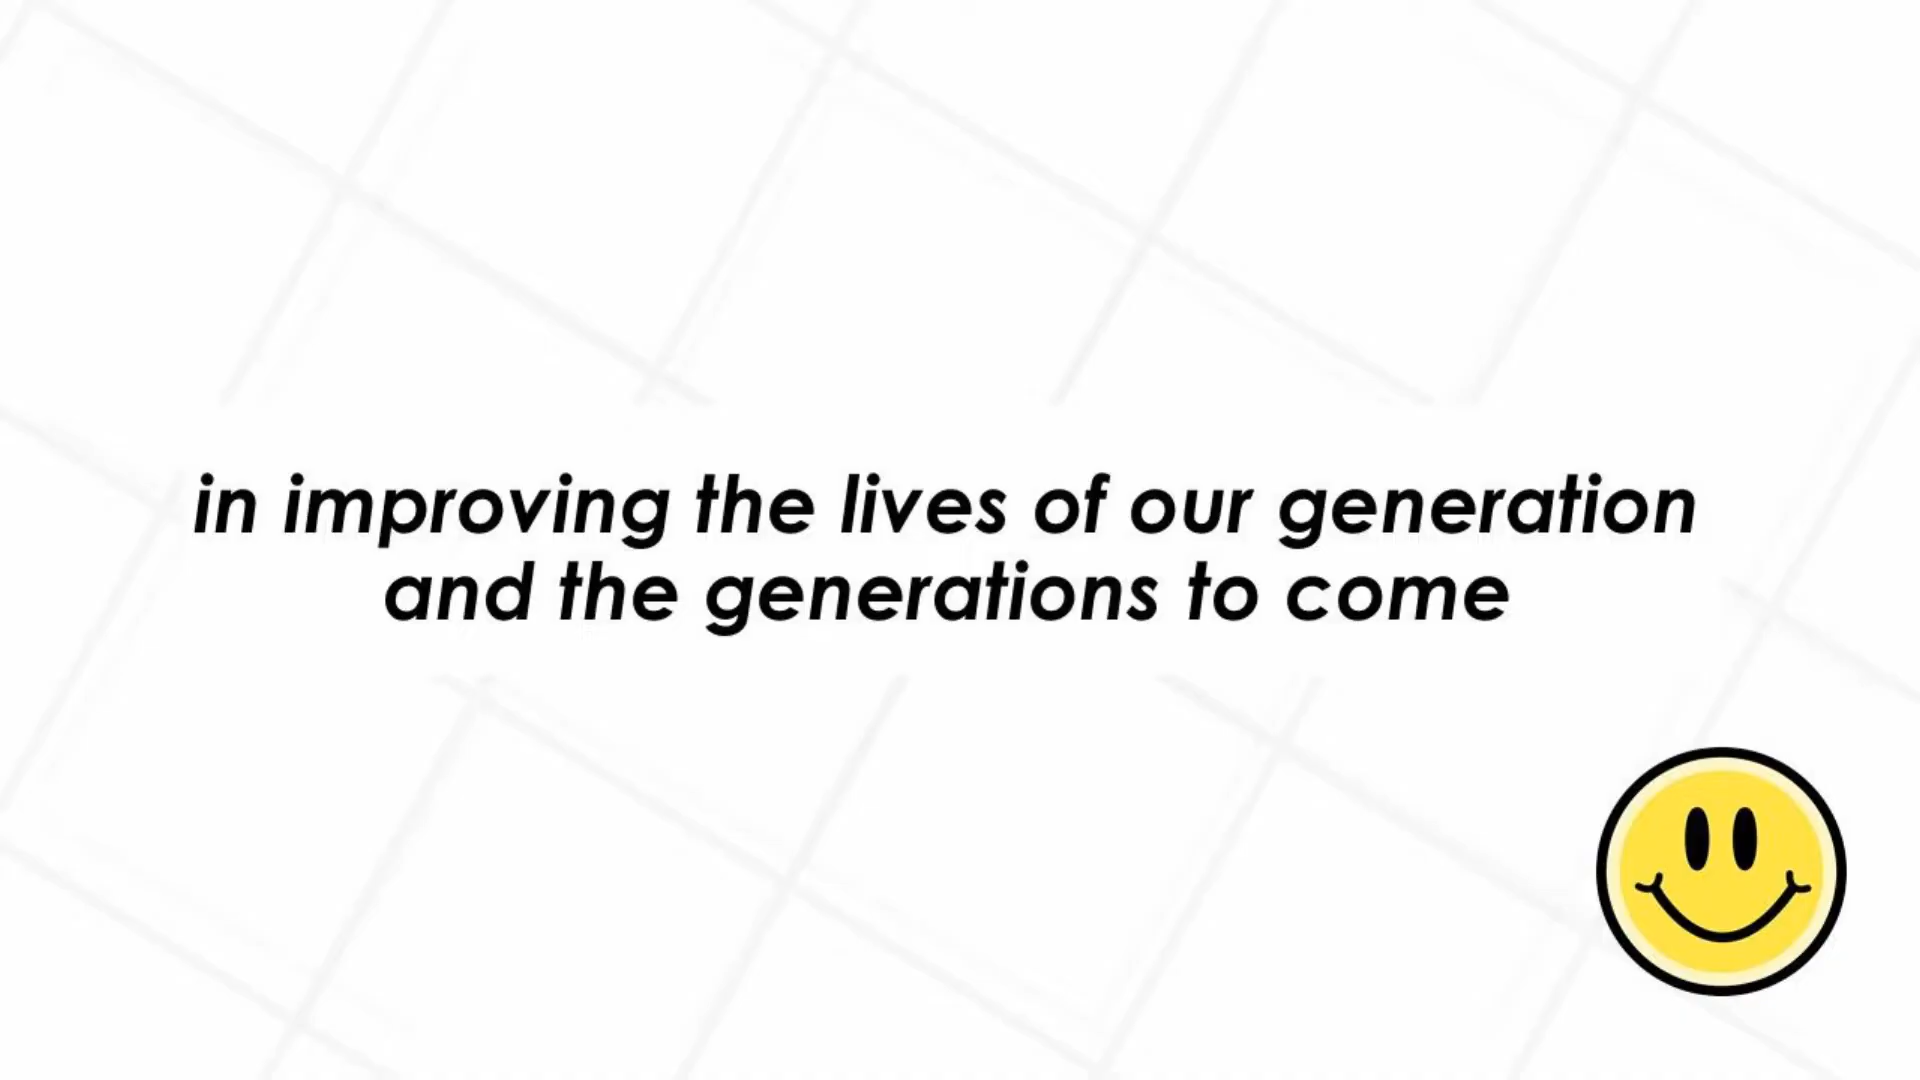 in improving the lives of our generation
and the generations to come